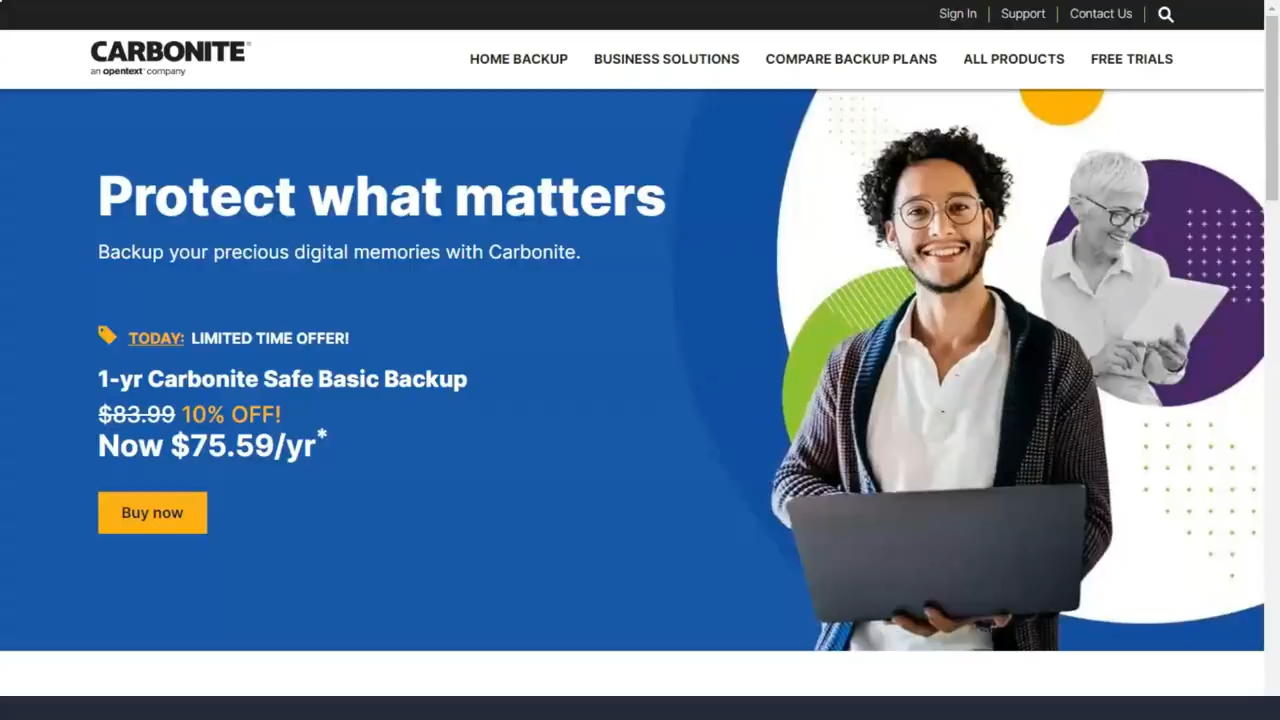 Sign In
Support
Contact Us
CARBONITE®
an opentext™ company
HOME BACKUP
BUSINESS SOLUTIONS
COMPARE BACKUP PLANS
ALL PRODUCTS
FREE TRIALS
Protect what matters
Backup your precious digital memories with Carbonite.
TODAY: LIMITED TIME OFFER!
1-yr Carbonite Safe Basic Backup
$83.99 10% OFF!
Now $75.59/yr*
Buy now